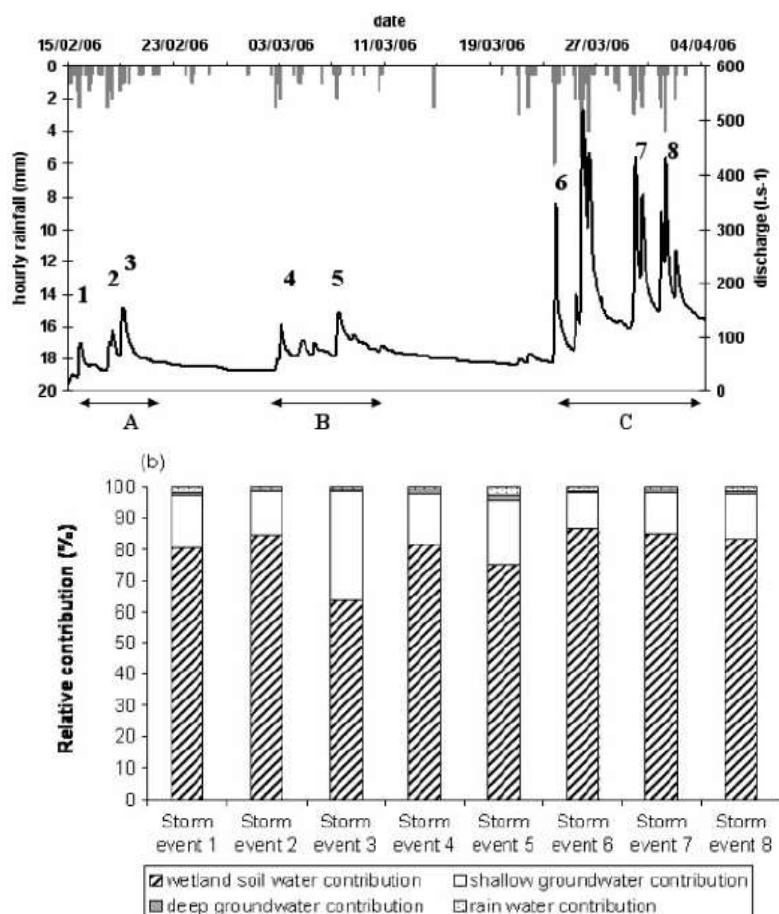 date
15/02/06 23/02/06 03/03/06 11/03/06 19/03/06 27/03/06 04/04/06
0 600
2
500
4
6 7 8 400
6
8
300
10
12
14 1 2 3 4 5 200
16
100
18
20 0
hourly rainfall (mm)
discharge (l.s-1)
A B C
(b)
100
90
80
70
60
50
40
30
20
10
0
Relative contribution (%)
Storm Storm Storm Storm Storm Storm Storm Storm
event 1 event 2 event 3 event 4 event 5 event 6 event 7 event 8
wetland soil water contribution shallow groundwater contribution
deep groundwater contribution rain water contribution